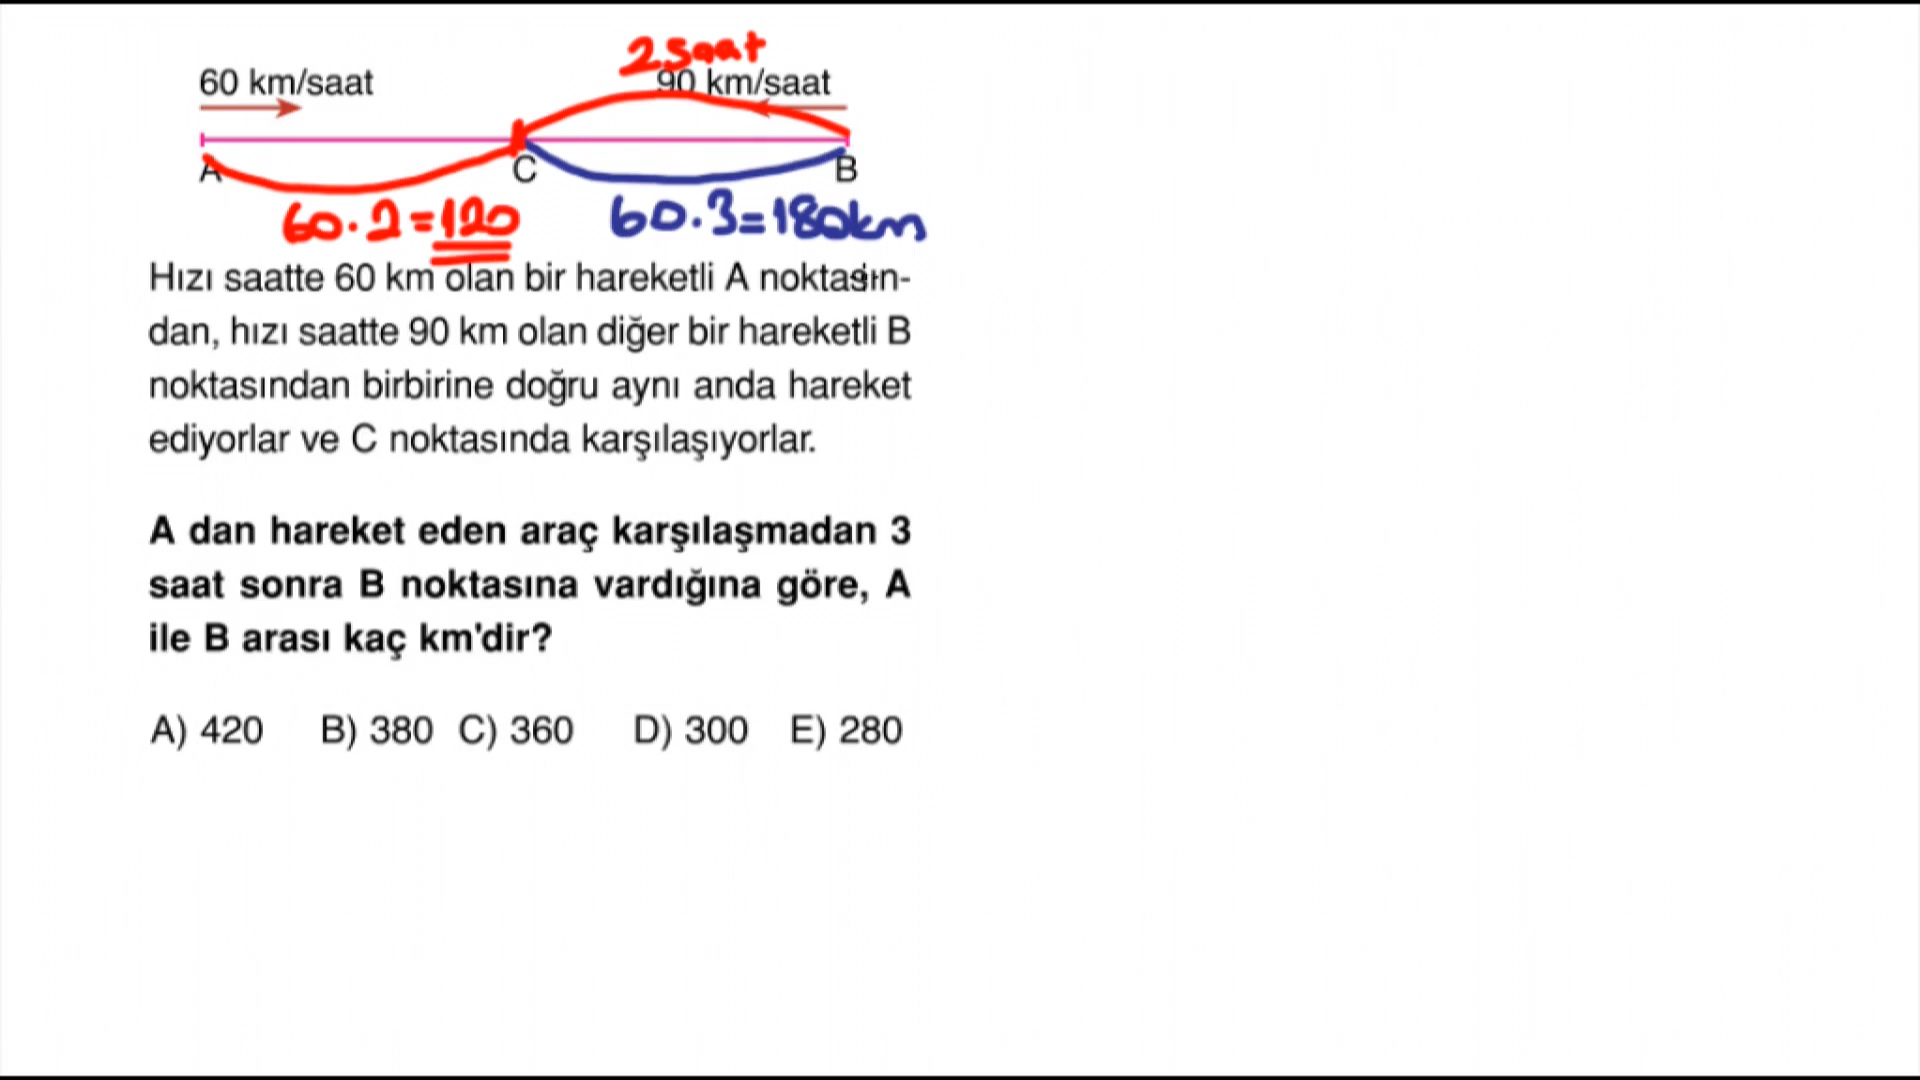 2 saat
60 km/saat 90 km/saat
A C B
60.2=120 60.3=180km
Hızı saatte 60 km olan bir hareketli A noktasın-
dan, hızı saatte 90 km olan diğer bir hareketli B
noktasından birbirine doğru aynı anda hareket
ediyorlar ve C noktasında karşılaşıyorlar.
A dan hareket eden araç karşılaşmadan 3
saat sonra B noktasına vardığına göre, A
ile B arası kaç km'dir?
A) 420 B) 380 C) 360 D) 300 E) 280